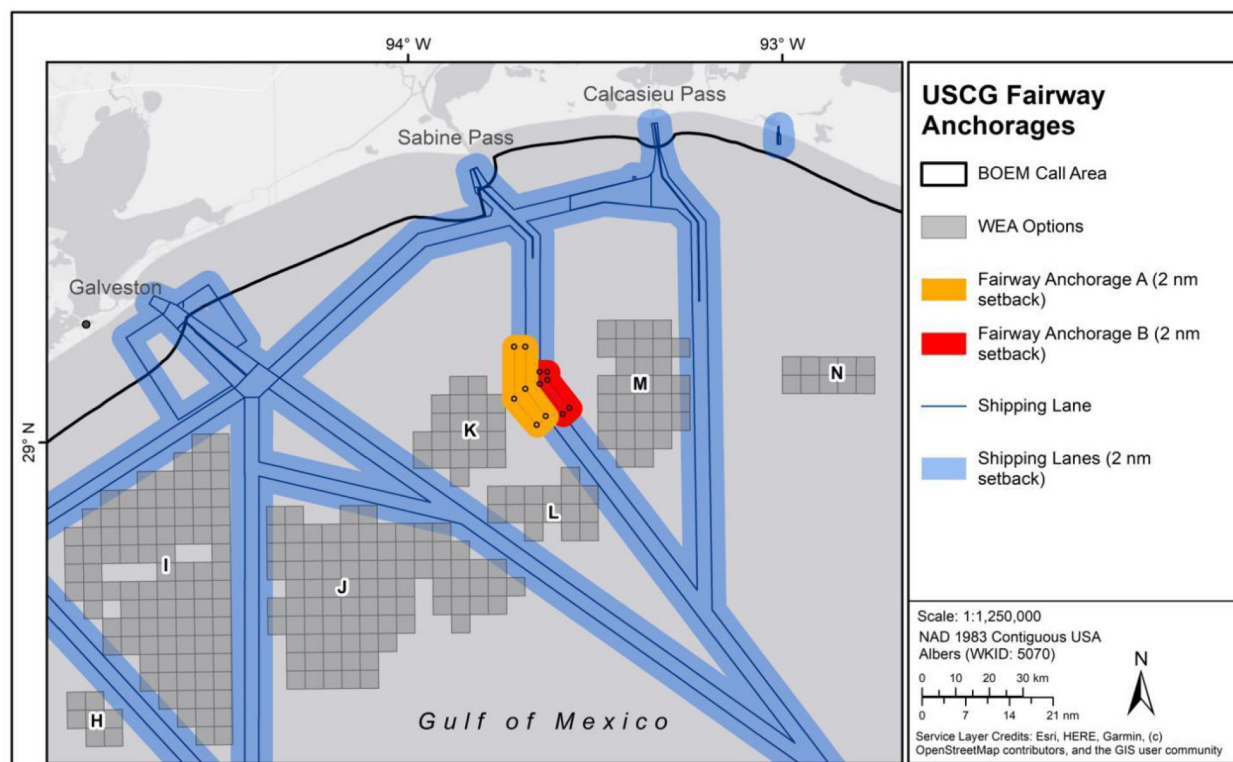 94° W
93° W
29° N
Calcasieu Pass
Sabine Pass
Galveston
N
M
K
L
I
J
H
Gulf of Mexico
USCG Fairway
Anchorages
BOEM Call Area
WEA Options
Fairway Anchorage A (2 nm
setback)
Fairway Anchorage B (2 nm
setback)
Shipping Lane
Shipping Lanes (2 nm
setback)
Scale: 1:1,250,000
NAD 1983 Contiguous USA
Albers (WKID: 5070)
N
0 10 20 30 km
0 7 14 21 nm
Service Layer Credits: Esri, HERE, Garmin, (c)
OpenStreetMap contributors, and the GIS user community